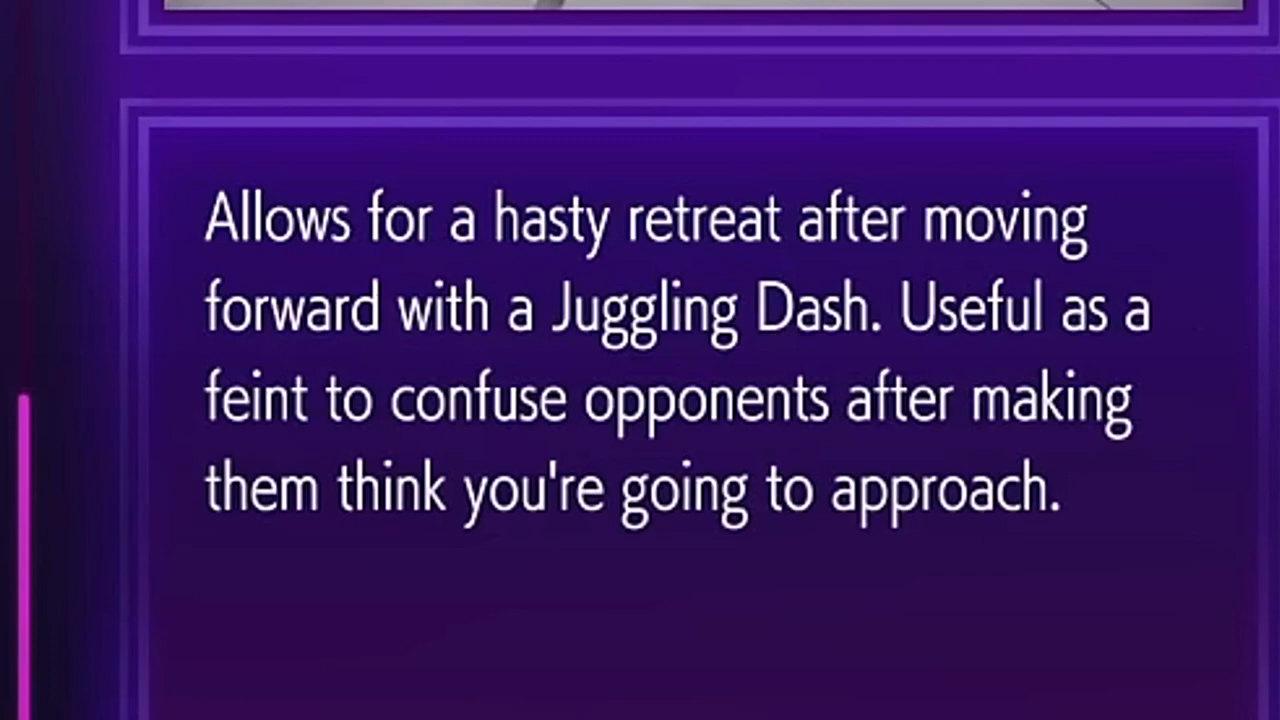 Allows for a hasty retreat after moving
forward with a Juggling Dash. Useful as a
feint to confuse opponents after making
them think you're going to approach.